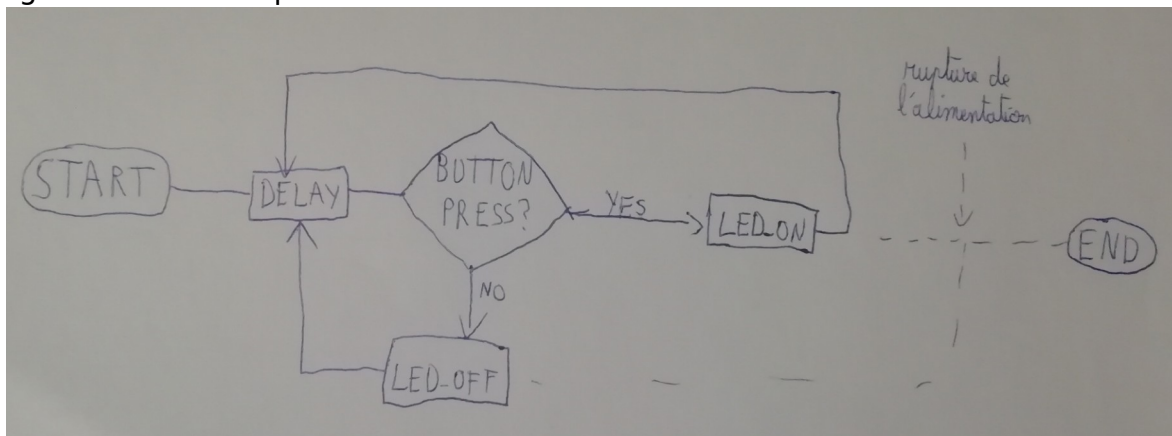 START
DELAY
BUTTON
PRESS?
YES
LED_ON
NO
LED_OFF
rupture de
l'alimentation
END